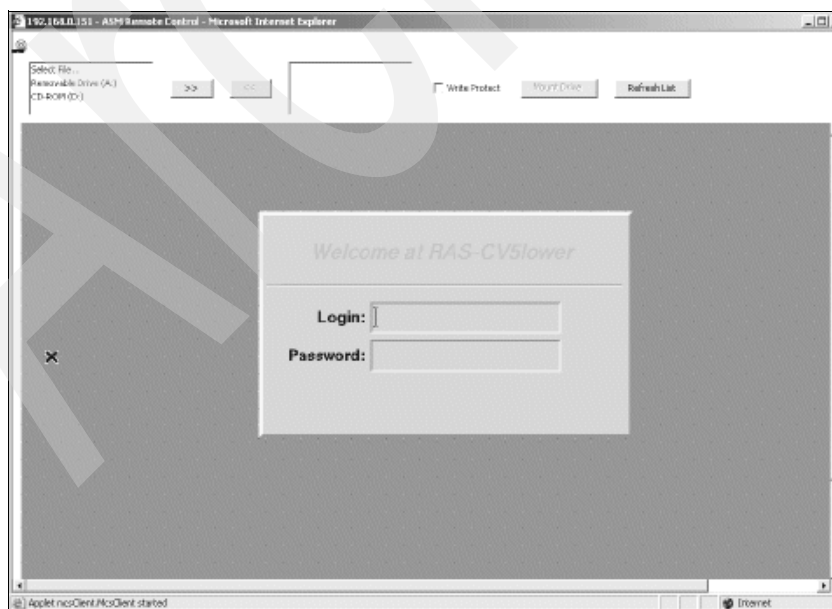 192.168.0.151 - ASM Remote Control - Microsoft Internet Explorer
Select File...
Removable Drive (A:)
CD-ROM (D:)
>>
<<
Write Protect
Mount Drive
Refresh List
Welcome at RAS-CV5lower
Login:
Password:
Applet mcsClient.McsClient started
Internet